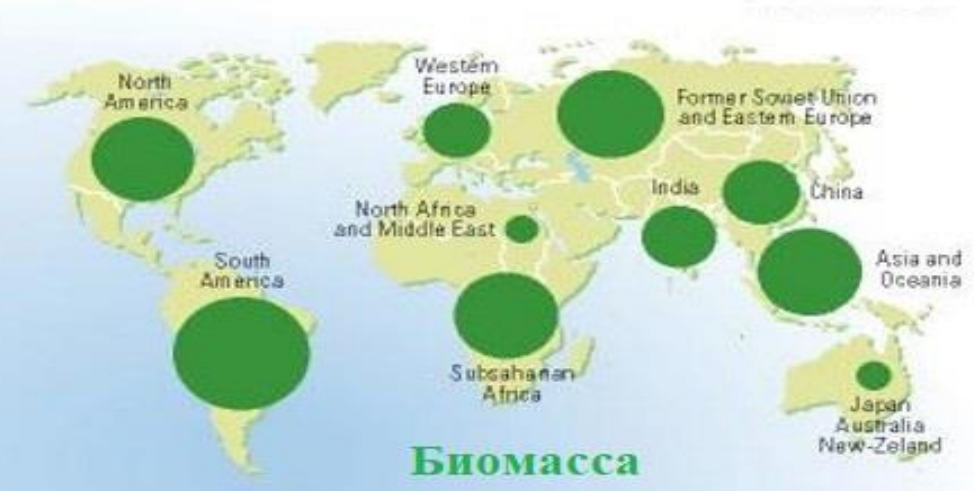 North
America
Western
Europe
Former Soviet Union
and Eastern Europe
India
China
North Africa
and Middle East
South
America
Asia and
Oceania
Subsaharian
Africa
Japan
Australia
New-Zeland
Биомасса